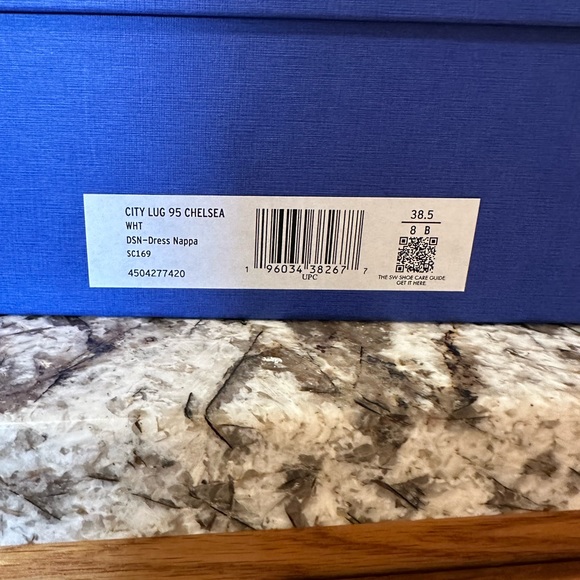 CITY LUG 95 CHELSEA
WHT
DSN-Dress Nappa
SC169
4504277420
1 96034 38267 7
UPC
38.5
8 B
THE SW SHOE CARE GUIDE
GET IT HERE